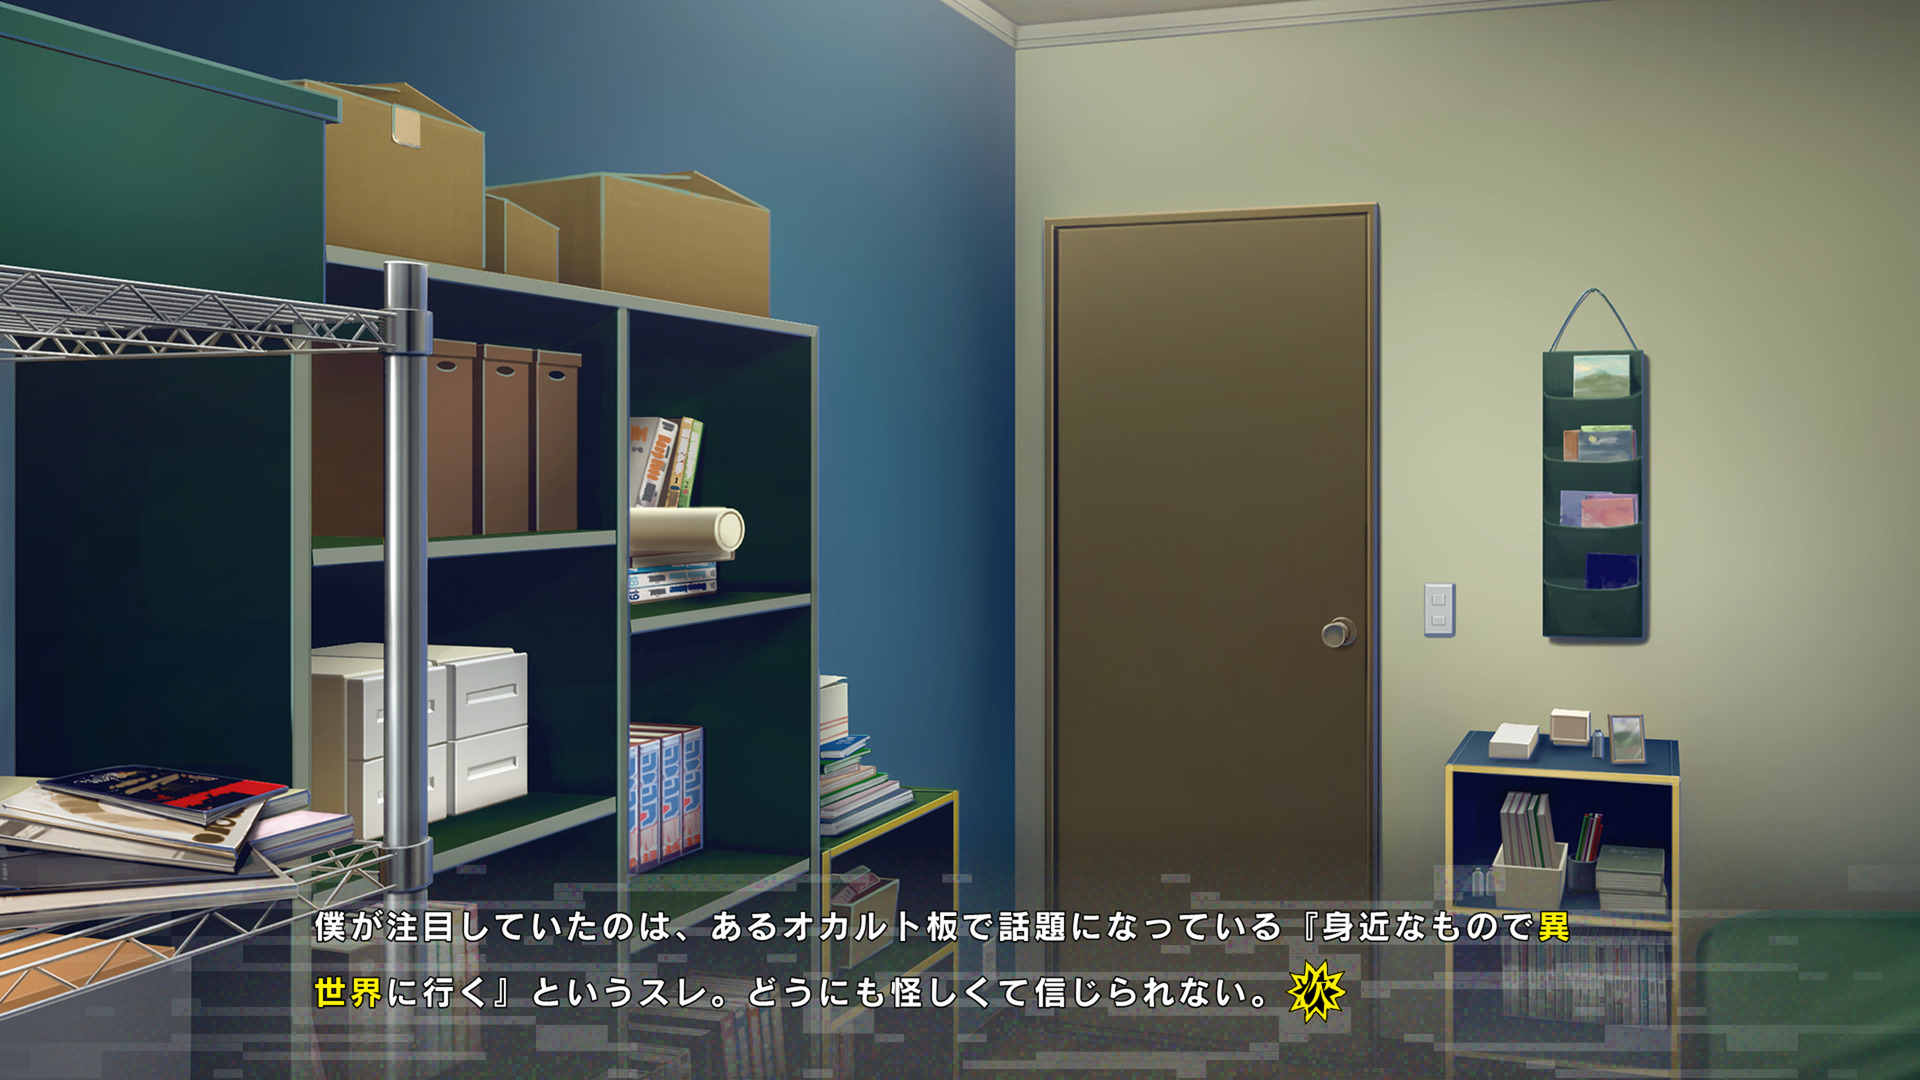 僕が注目していたのは、あるオカルト板で話題になっている『身近なもので異
世界に行く』というスレ。どうにも怪しくて信じられない。
次
18
19